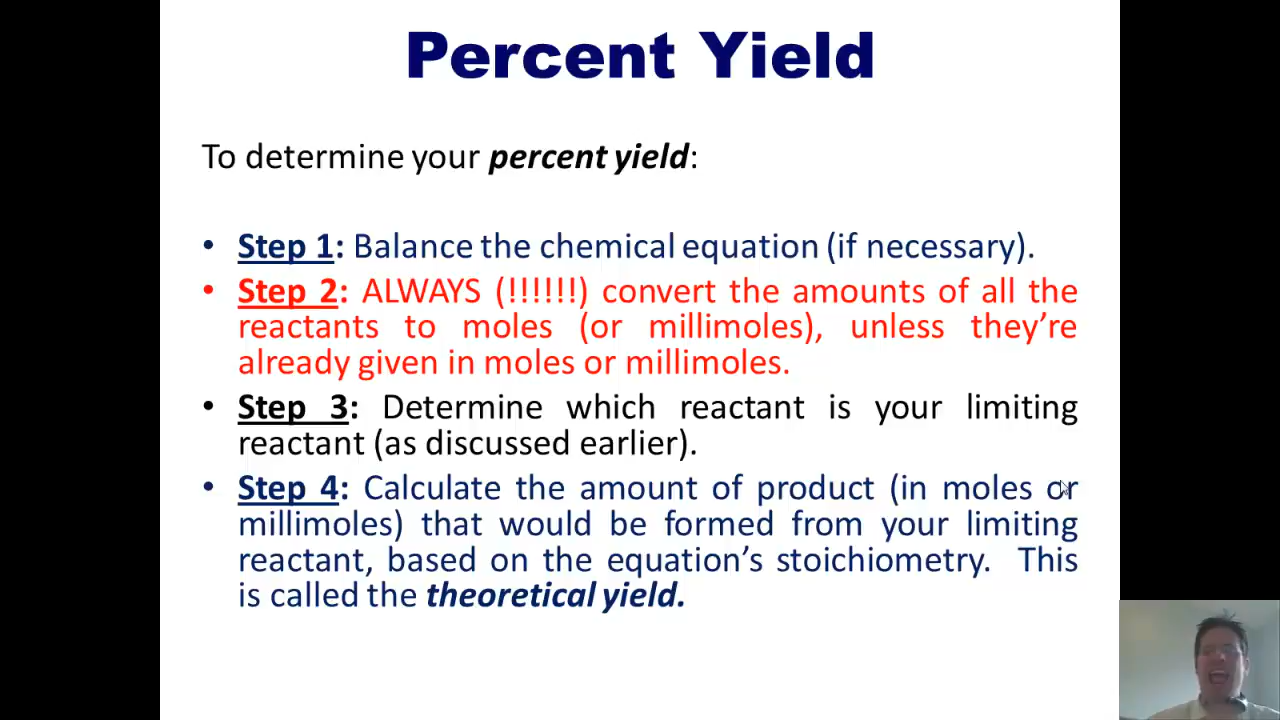 Percent Yield
To determine your percent yield:
• Step 1: Balance the chemical equation (if necessary).
• Step 2: ALWAYS (!!!!!!) convert the amounts of all the
reactants to moles (or millimoles), unless they’re
already given in moles or millimoles.
• Step 3: Determine which reactant is your limiting
reactant (as discussed earlier).
• Step 4: Calculate the amount of product (in moles or
millimoles) that would be formed from your limiting
reactant, based on the equation’s stoichiometry. This
is called the theoretical yield.